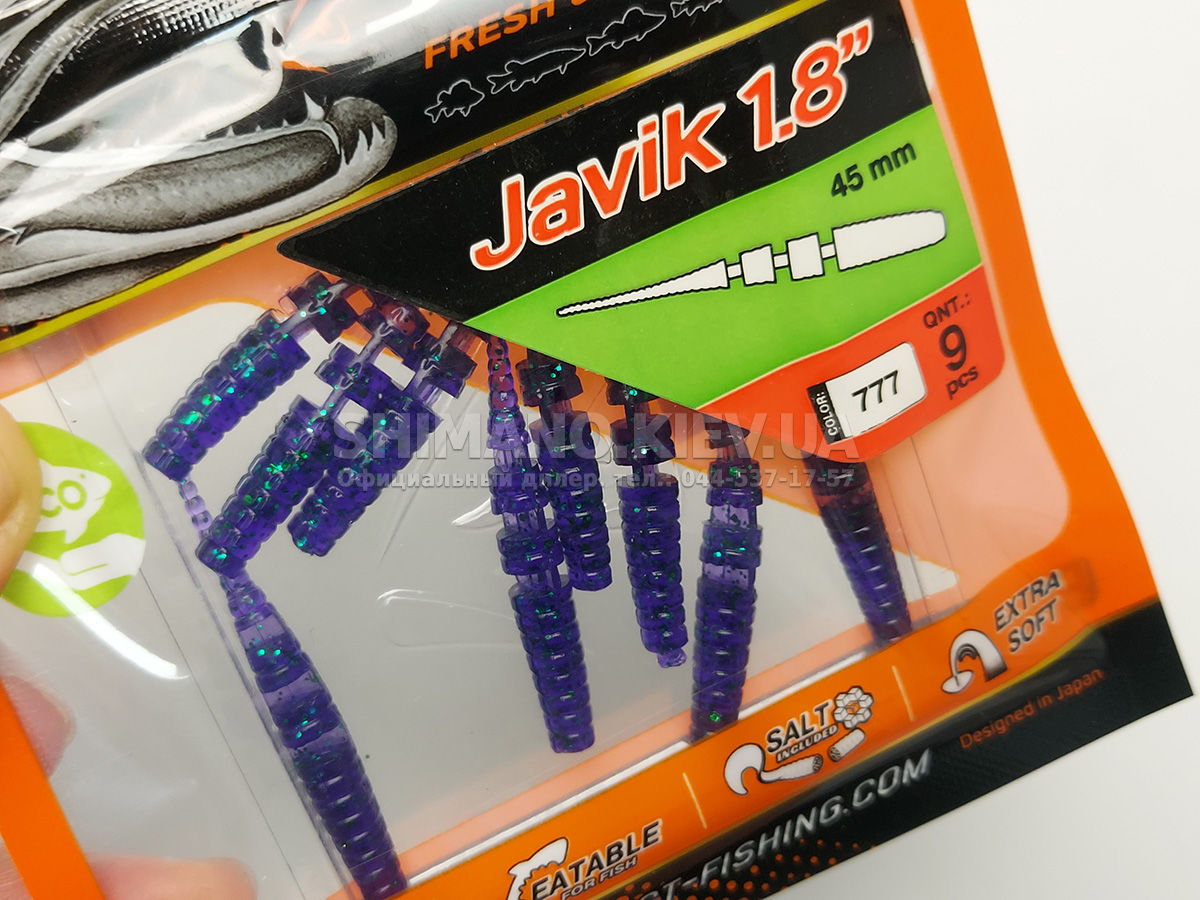 FRESH
Javik 1.8”
45 mm
QNT.:
9
pcs
COLOR:
777
SHIMANO.KIEV.UA
Официальный дилер. тел.: 044-537-17-57
EXTRA
SOFT
SALT
INCLUDED
Designed in Japan
EATABLE
FOR FISH
-FISHING.COM